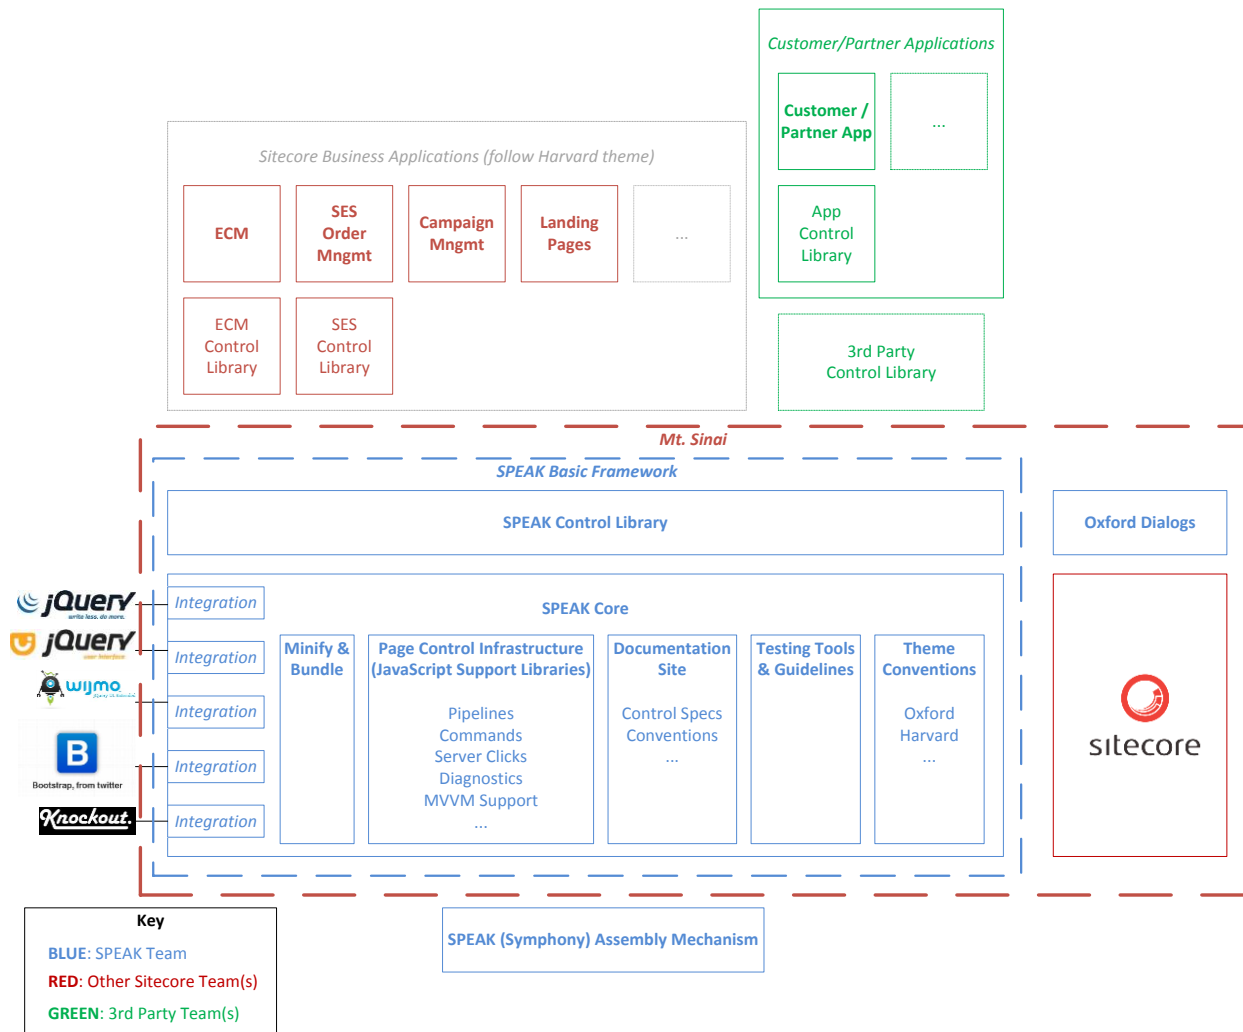 Customer/Partner Applications
Customer /
Partner App
...
App
Control
Library
Sitecore Business Applications (follow Harvard theme)
ECM
SES
Order
Mngmt
Campaign
Mngmt
Landing
Pages
...
ECM
Control
Library
SES
Control
Library
3rd Party
Control Library
Mt. Sinai
SPEAK Basic Framework
SPEAK Control Library
Oxford Dialogs
SPEAK Core
jQuery
write less. do more.
Integration
jQuery
user interface
Integration
wijmo
Integration
B
Bootstrap, from twitter
Integration
Knockout.
Integration
Minify &
Bundle
Page Control Infrastructure
(JavaScript Support Libraries)
Pipelines
Commands
Server Clicks
Diagnostics
MVVM Support
...
Documentation
Site
Control Specs
Conventions
...
Testing Tools
& Guidelines
Theme
Conventions
Oxford
Harvard
...
sitecore
Key
BLUE: SPEAK Team
RED: Other Sitecore Team(s)
GREEN: 3rd Party Team(s)
SPEAK (Symphony) Assembly Mechanism